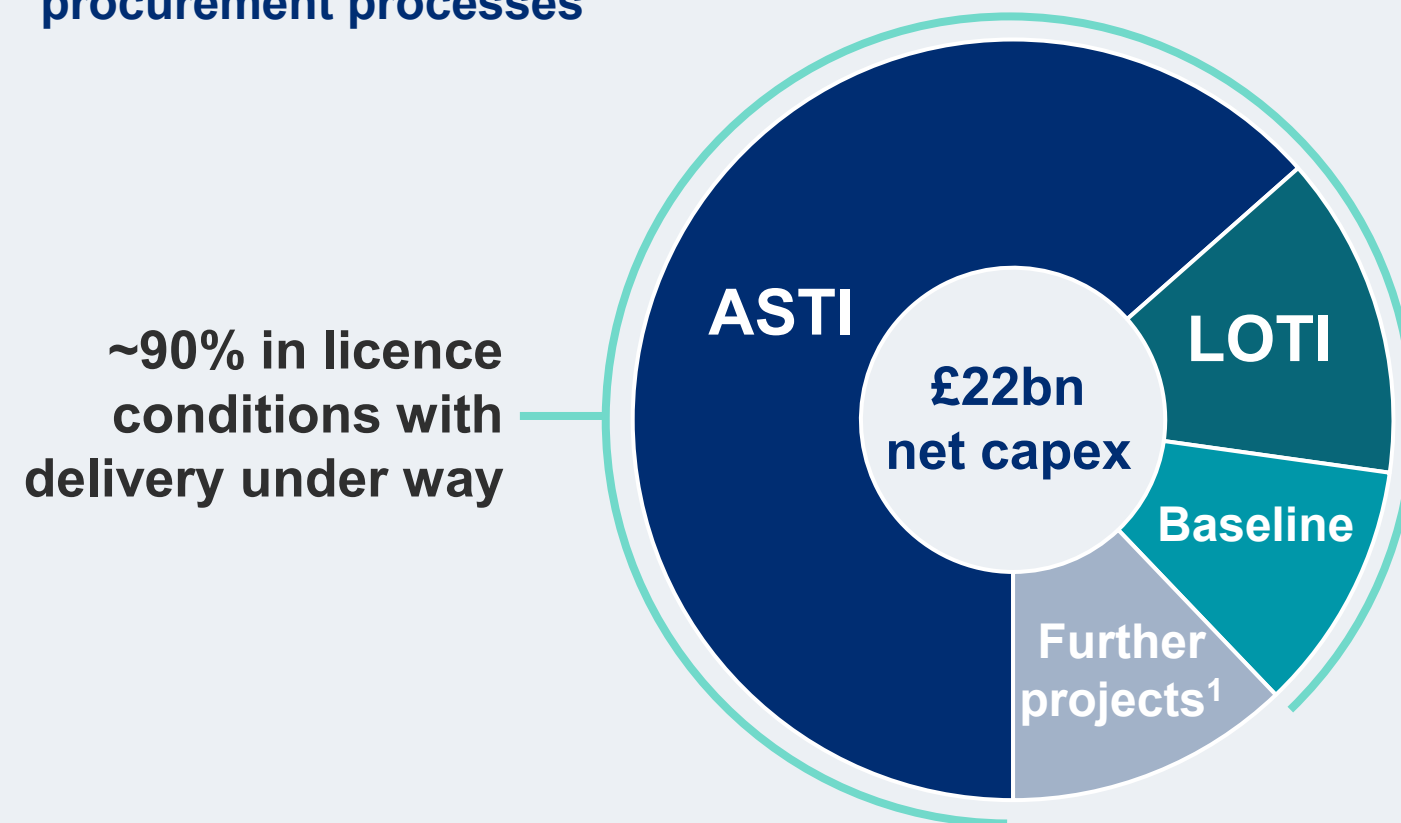 procurement processes
ASTI
LOTI
~90% in licence
conditions with
delivery under way
£22bn
net capex
Baseline
Further
projects¹